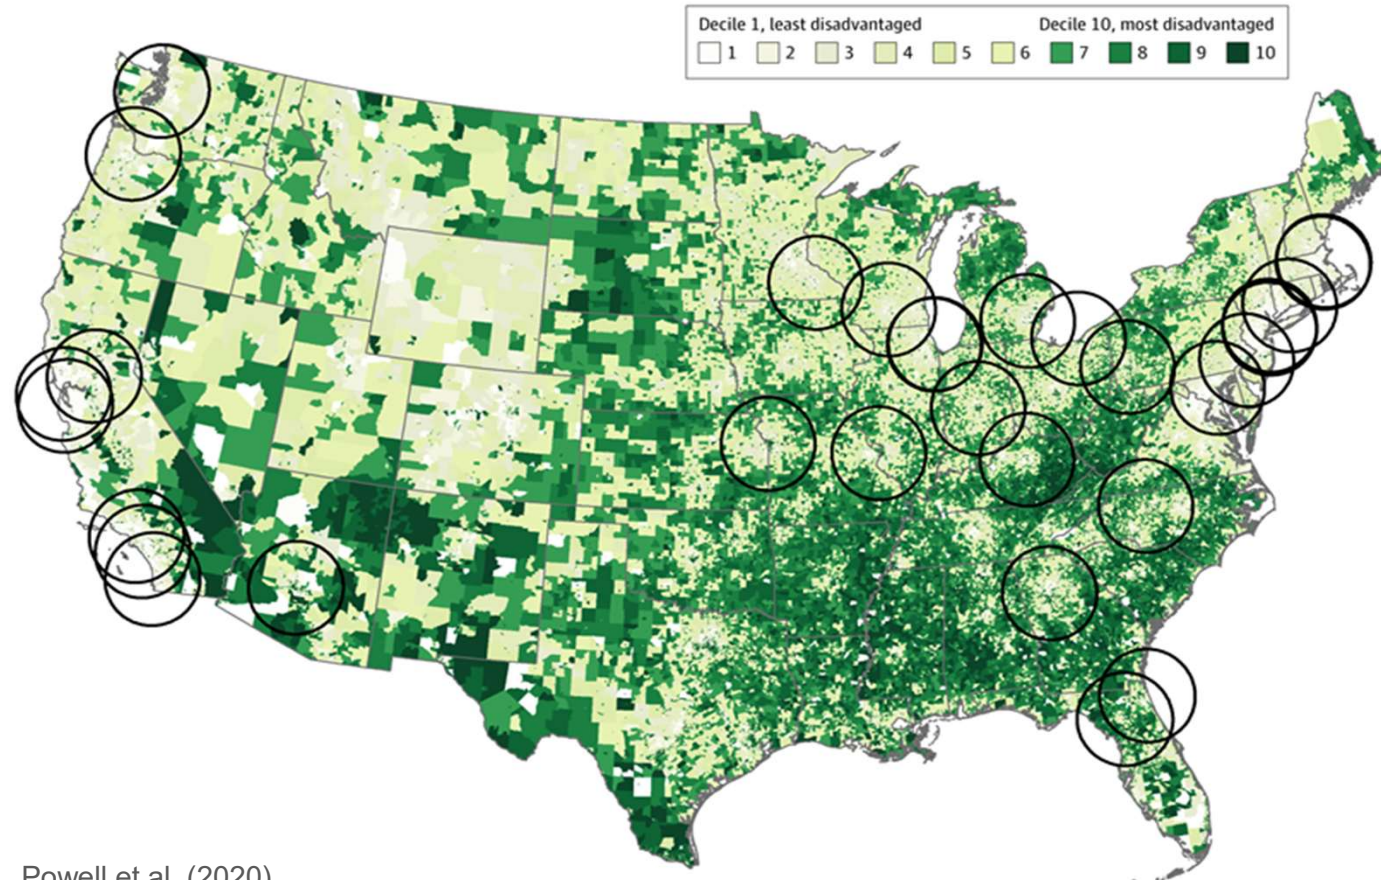 Decile 1, least disadvantaged Decile 10, most disadvantaged
1 2 3 4 5 6 7 8 9 10
Powell et al. (2020)